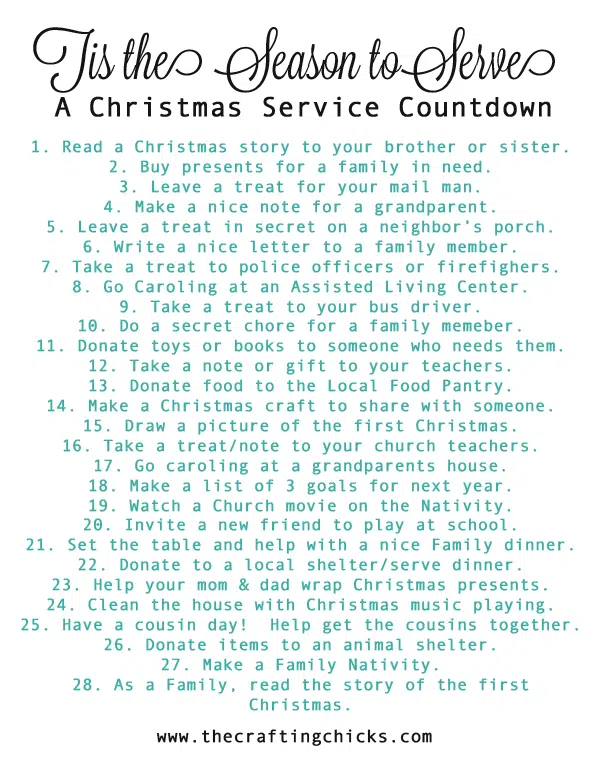 'Tis the Season to Serve
A Christmas Service Countdown
1. Read a Christmas story to your brother or sister.
2. Buy presents for a family in need.
3. Leave a treat for your mail man.
4. Make a nice note for a grandparent.
5. Leave a treat in secret on a neighbor's porch.
6. Write a nice letter to a family member.
7. Take a treat to police officers or firefighers.
8. Go Caroling at an Assisted Living Center.
9. Take a treat to your bus driver.
10. Do a secret chore for a family memeber.
11. Donate toys or books to someone who needs them.
12. Take a note or gift to your teachers.
13. Donate food to the Local Food Pantry.
14. Make a Christmas craft to share with someone.
15. Draw a picture of the first Christmas.
16. Take a treat/note to your church teachers.
17. Go caroling at a grandparents house.
18. Make a list of 3 goals for next year.
19. Watch a Church movie on the Nativity.
20. Invite a new friend to play at school.
21. Set the table and help with a nice Family dinner.
22. Donate to a local shelter/serve dinner.
23. Help your mom & dad wrap Christmas presents.
24. Clean the house with Christmas music playing.
25. Have a cousin day!  Help get the cousins together.
26. Donate items to an animal shelter.
27. Make a Family Nativity.
28. As a Family, read the story of the first
Christmas.
www.thecraftingchicks.com